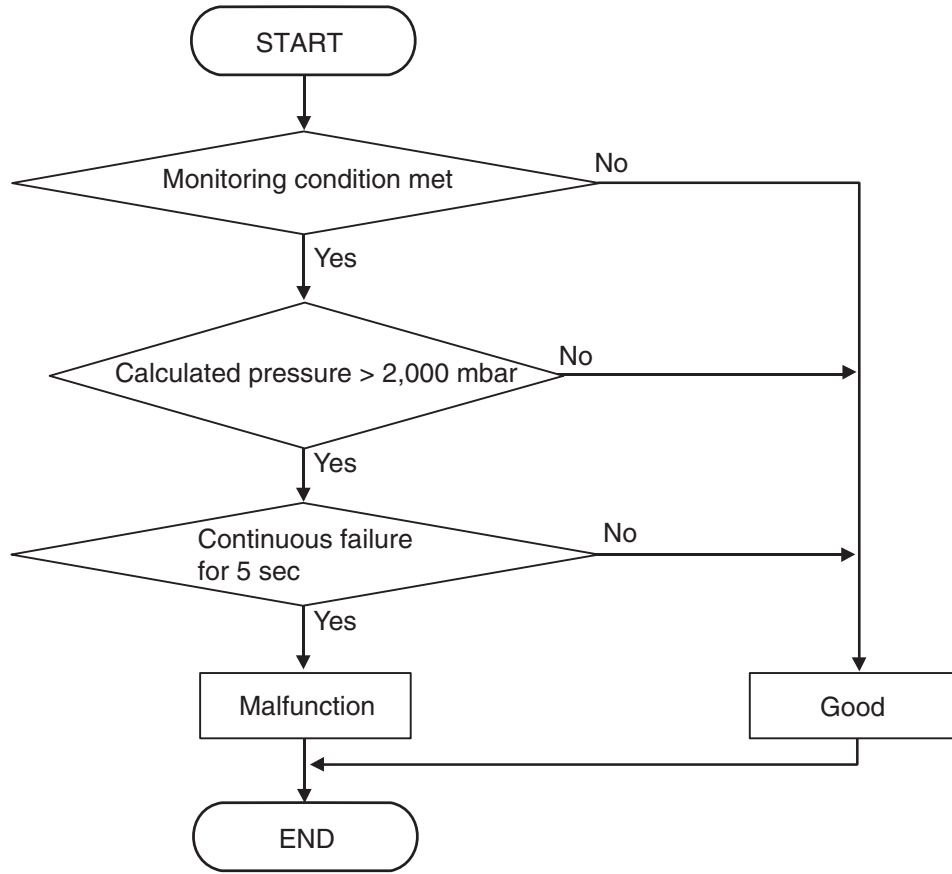 START
Monitoring condition met
No
Yes
Calculated pressure > 2,000 mbar
No
Yes
Continuous failure
for 5 sec
No
Yes
Malfunction
Good
END